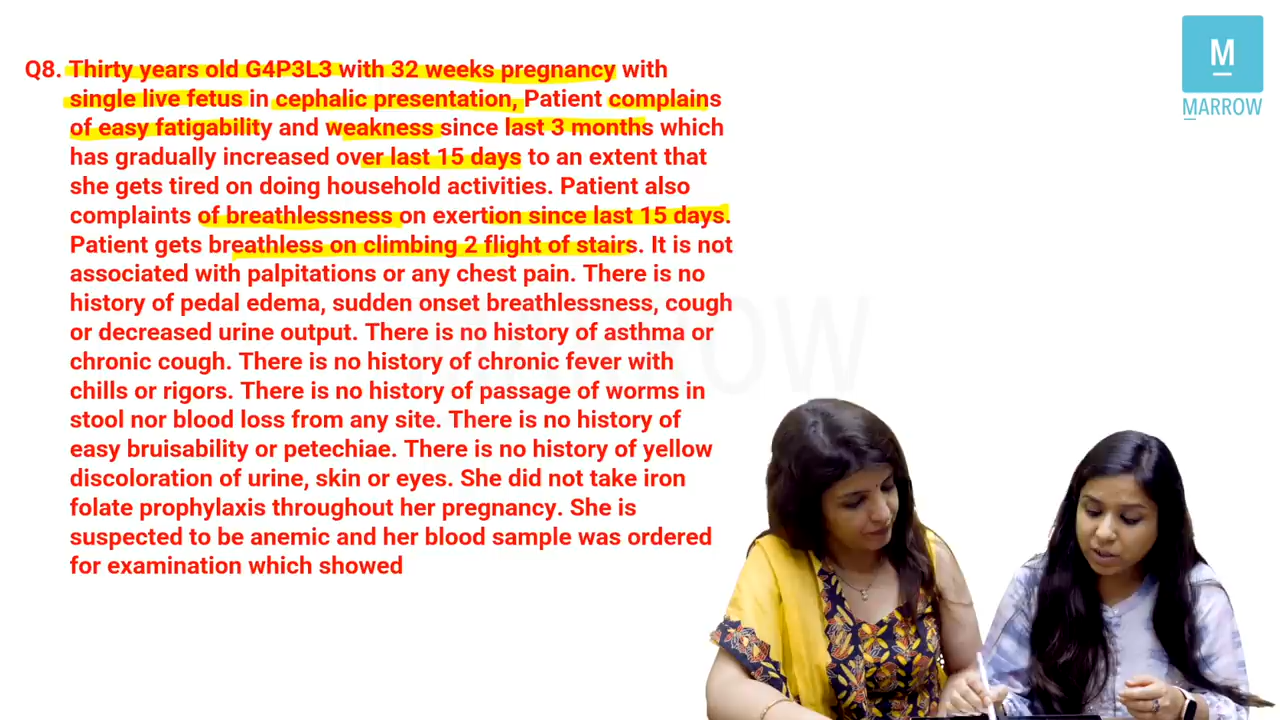 Q8. Thirty years old G4P3L3 with 32 weeks pregnancy with
single live fetus in cephalic presentation, Patient complains
of easy fatigability and weakness since last 3 months which
has gradually increased over last 15 days to an extent that
she gets tired on doing household activities. Patient also
complaints of breathlessness on exertion since last 15 days.
Patient gets breathless on climbing 2 flight of stairs. It is not
associated with palpitations or any chest pain. There is no
history of pedal edema, sudden onset breathlessness, cough
or decreased urine output. There is no history of asthma or
chronic cough. There is no history of chronic fever with
chills or rigors. There is no history of passage of worms in
stool nor blood loss from any site. There is no history of
easy bruisability or petechiae. There is no history of yellow
discoloration of urine, skin or eyes. She did not take iron
folate prophylaxis throughout her pregnancy. She is
suspected to be anemic and her blood sample was ordered
for examination which showed
M
MARROW